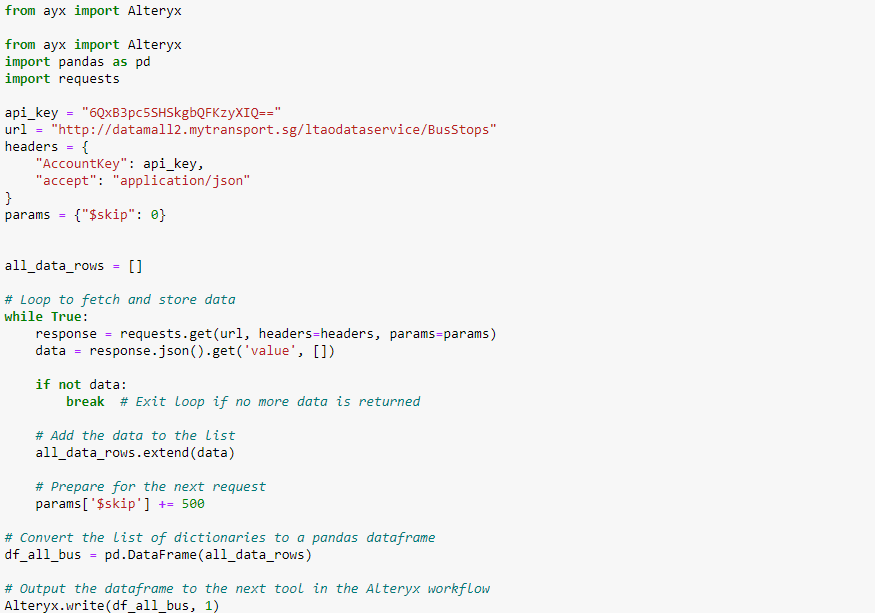 from ayx import Alteryx
from ayx import Alteryx
import pandas as pd
import requests
api_key = "6QxB3pc5SHSkgbQFKzyXIQ=="
url = "http://datamall2.mytransport.sg/ltaodataservice/BusStops"
headers = {
    "AccountKey": api_key,
    "accept": "application/json"
}
params = {"$skip": 0}
all_data_rows = []
# Loop to fetch and store data
while True:
    response = requests.get(url, headers=headers, params=params)
    data = response.json().get('value', [])
    if not data:
        break  # Exit loop if no more data is returned
    # Add the data to the list
    all_data_rows.extend(data)
    # Prepare for the next request
    params['$skip'] += 500
# Convert the list of dictionaries to a pandas dataframe
df_all_bus = pd.DataFrame(all_data_rows)
# Output the dataframe to the next tool in the Alteryx workflow
Alteryx.write(df_all_bus, 1)